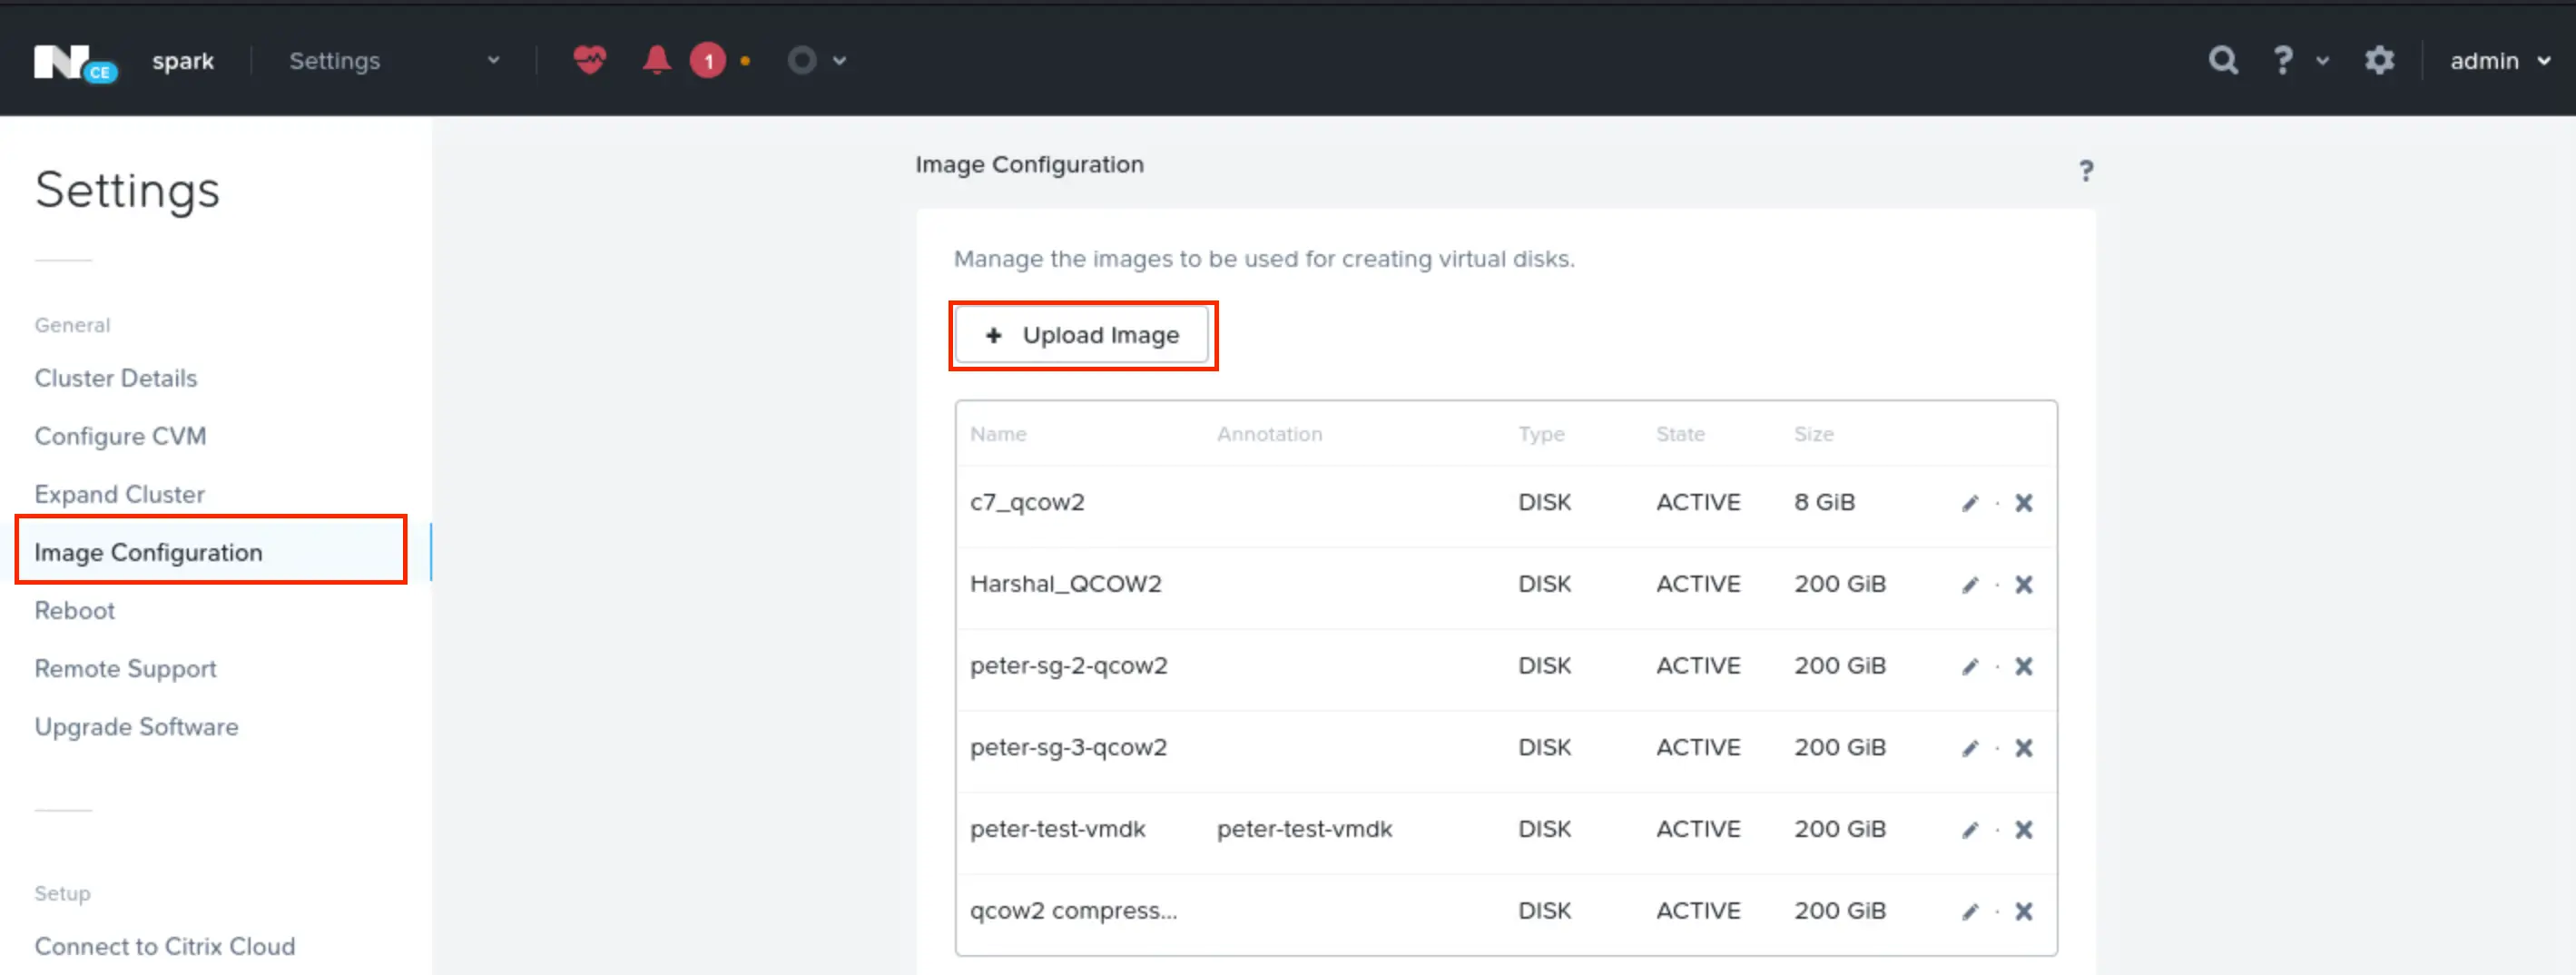 N CE spark Settings 1 ? admin
Settings
General
Cluster Details
Configure CVM
Expand Cluster
Image Configuration
Reboot
Remote Support
Upgrade Software
Setup
Connect to Citrix Cloud
Image Configuration ?
Manage the images to be used for creating virtual disks.
+ Upload Image
Name Annotation Type State Size
c7_qcow2 DISK ACTIVE 8 GiB
Harshal_QCOW2 DISK ACTIVE 200 GiB
peter-sg-2-qcow2 DISK ACTIVE 200 GiB
peter-sg-3-qcow2 DISK ACTIVE 200 GiB
peter-test-vmdk peter-test-vmdk DISK ACTIVE 200 GiB
qcow2 compress... DISK ACTIVE 200 GiB